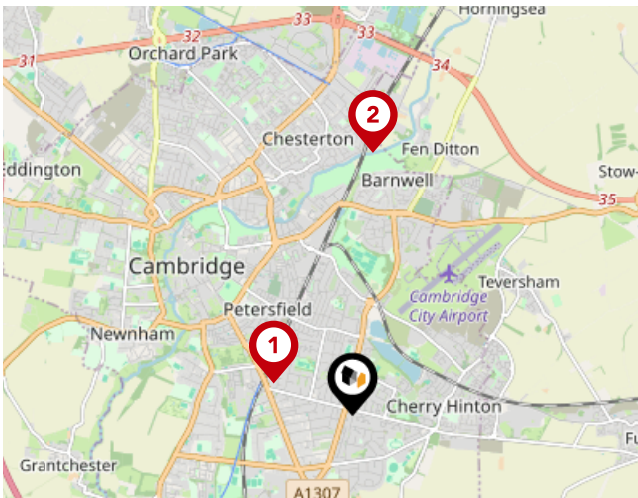 Horningsea
33
33
31
Orchard Park
34
2
Chesterton
Fen Ditton
Eddington
Barnwell
Stow-
35
Cambridge
Teversham
Cambridge
City Airport
Petersfield
Newnham
1
Cherry Hinton
Fu
Grantchester
A1307